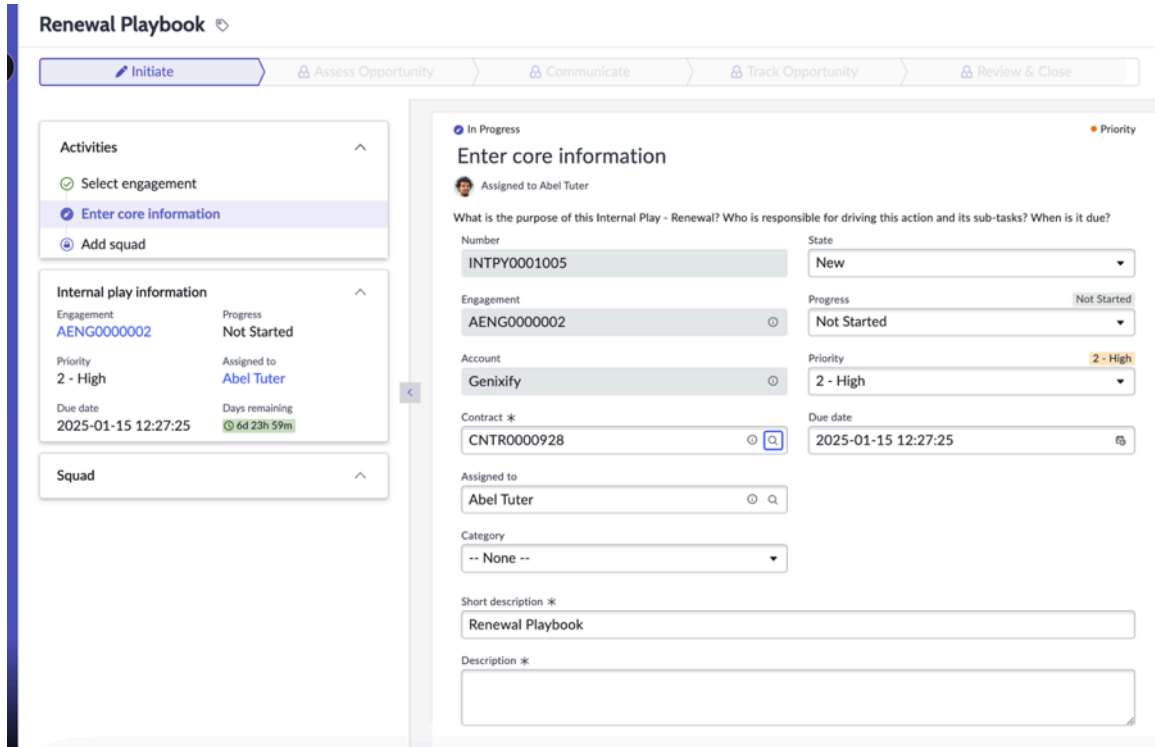 Renewal Playbook
Initiate
Assess Opportunity
Communicate
Track Opportunity
Review & Close
Activities
Select engagement
Enter core information
Add squad
Internal play information
Engagement
AENG0000002
Progress
Not Started
Priority
2 - High
Assigned to
Abel Tuter
Due date
2025-01-15 12:27:25
Days remaining
6d 23h 59m
Squad
In Progress
Priority
Enter core information
Assigned to Abel Tuter
What is the purpose of this Internal Play - Renewal? Who is responsible for driving this action and its sub-tasks? When is it due?
Number
INTPY0001005
State
New
Engagement
AENG0000002
Progress
Not Started
Not Started
Account
Genixify
Priority
2 - High
2 - High
Contract *
CNTR0000928
Due date
2025-01-15 12:27:25
Assigned to
Abel Tuter
Category
-- None --
Short description *
Renewal Playbook
Description *